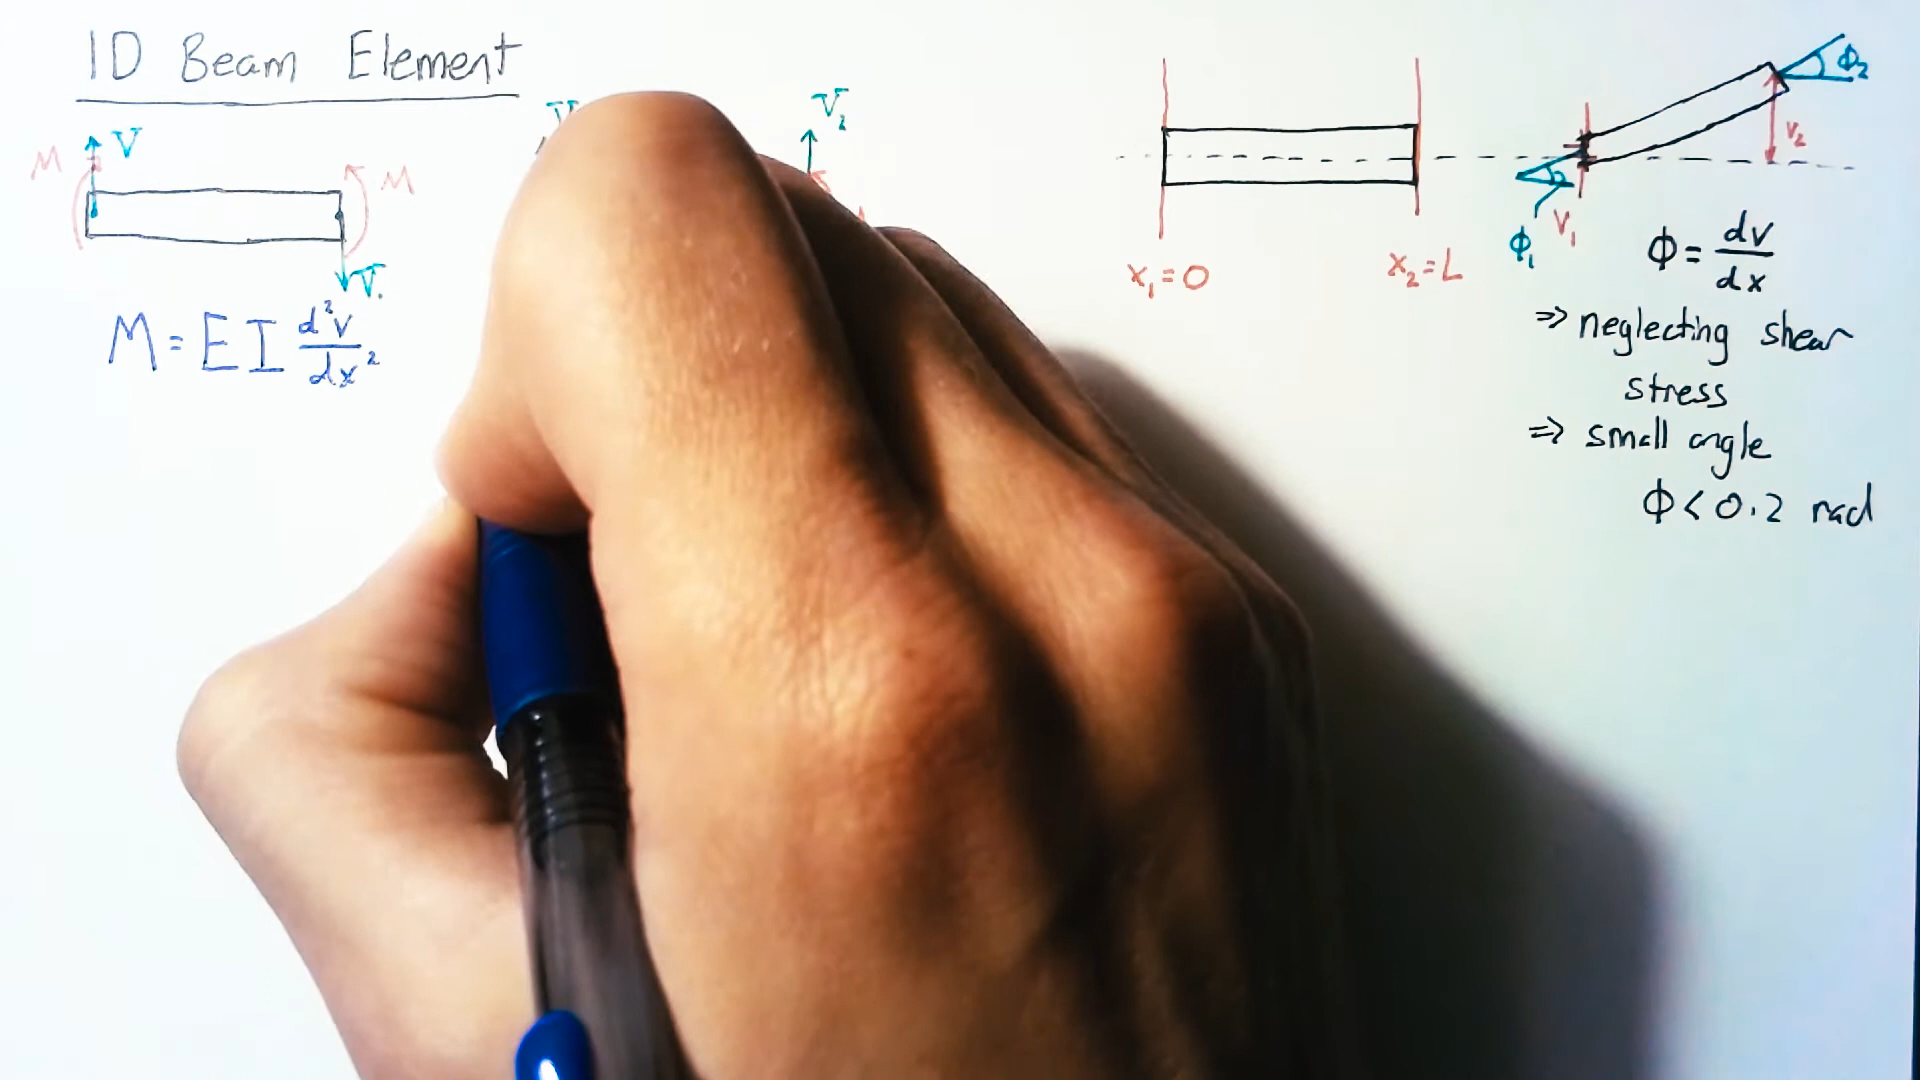 1D Beam Element
M V M
V
M = EI d²v/dx²
V₂
x₁=0
x₂=L
ϕ₂
v₂
v₁
ϕ₁
ϕ = dv/dx
⇒ neglecting shear
stress
⇒ small angle
ϕ < 0.2 rad